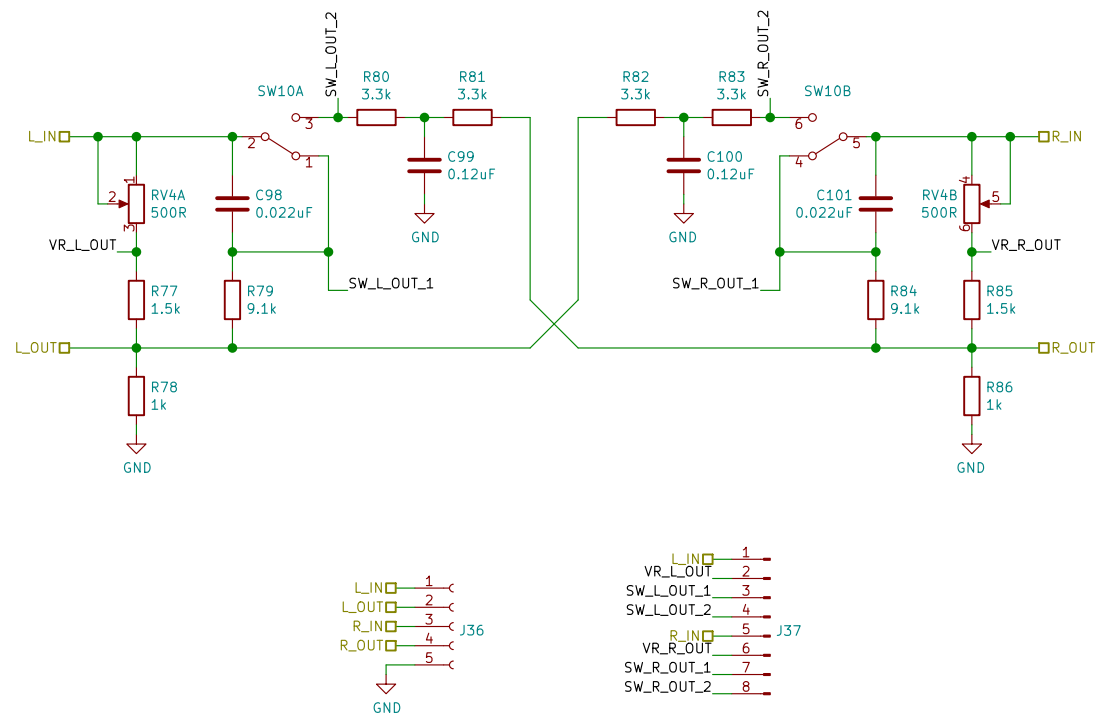 SW_L_OUT_2
SW_R_OUT_2
R80
3.3k
R81
3.3k
R82
3.3k
R83
3.3k
SW10A
SW10B
3
6
L_IN
2
1
5
4
R_IN
C99
0.12uF
C100
0.12uF
1
2
3
RV4A
500R
C98
0.022uF
C101
0.022uF
RV4B
500R
4
5
6
GND
GND
VR_L_OUT
VR_R_OUT
SW_L_OUT_1
SW_R_OUT_1
R77
1.5k
R79
9.1k
R84
9.1k
R85
1.5k
L_OUT
R_OUT
R78
1k
R86
1k
GND
GND
L_IN 1
L_OUT 2
R_IN 3
R_OUT 4
5
J36
GND
L_IN 1
VR_L_OUT 2
SW_L_OUT_1 3
SW_L_OUT_2 4
R_IN 5
J37
VR_R_OUT 6
SW_R_OUT_1 7
SW_R_OUT_2 8